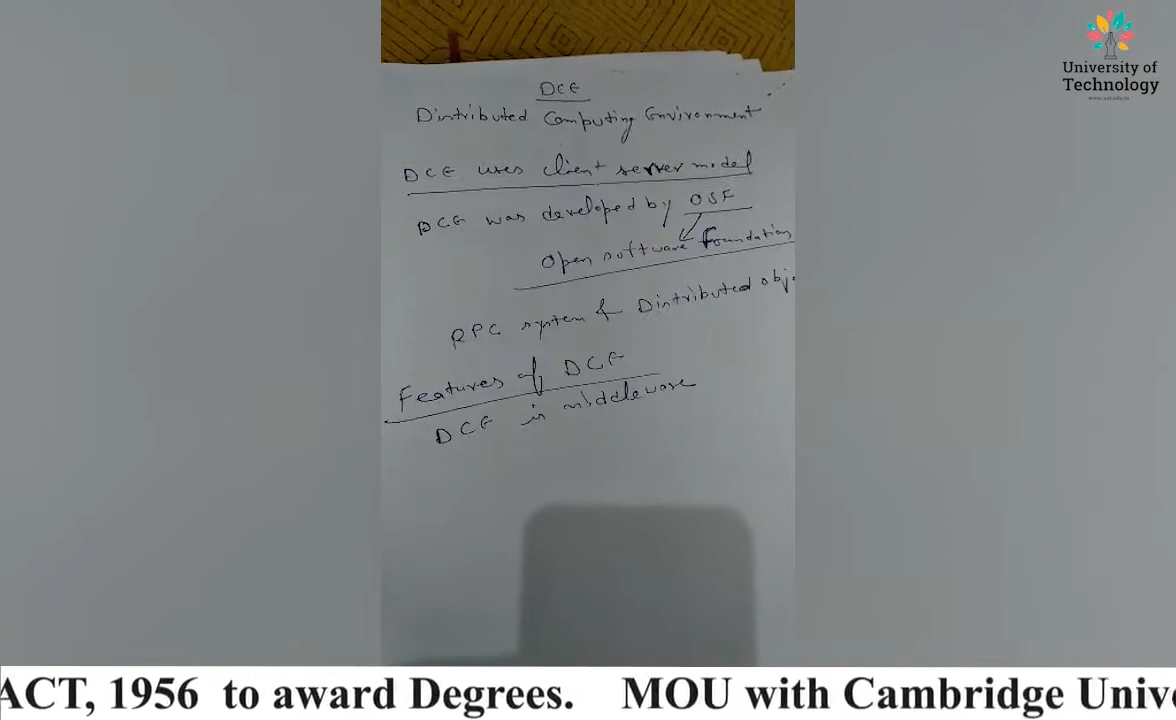 University of
Technology
DCE
Distributed Computing Environment
DCE uses client server model
DCE was developed by OSF
Open software Foundation
RPC system & Distributed obj
Features of DCE
DCE is middleware
ACT, 1956 to award Degrees. MOU with Cambridge Unive